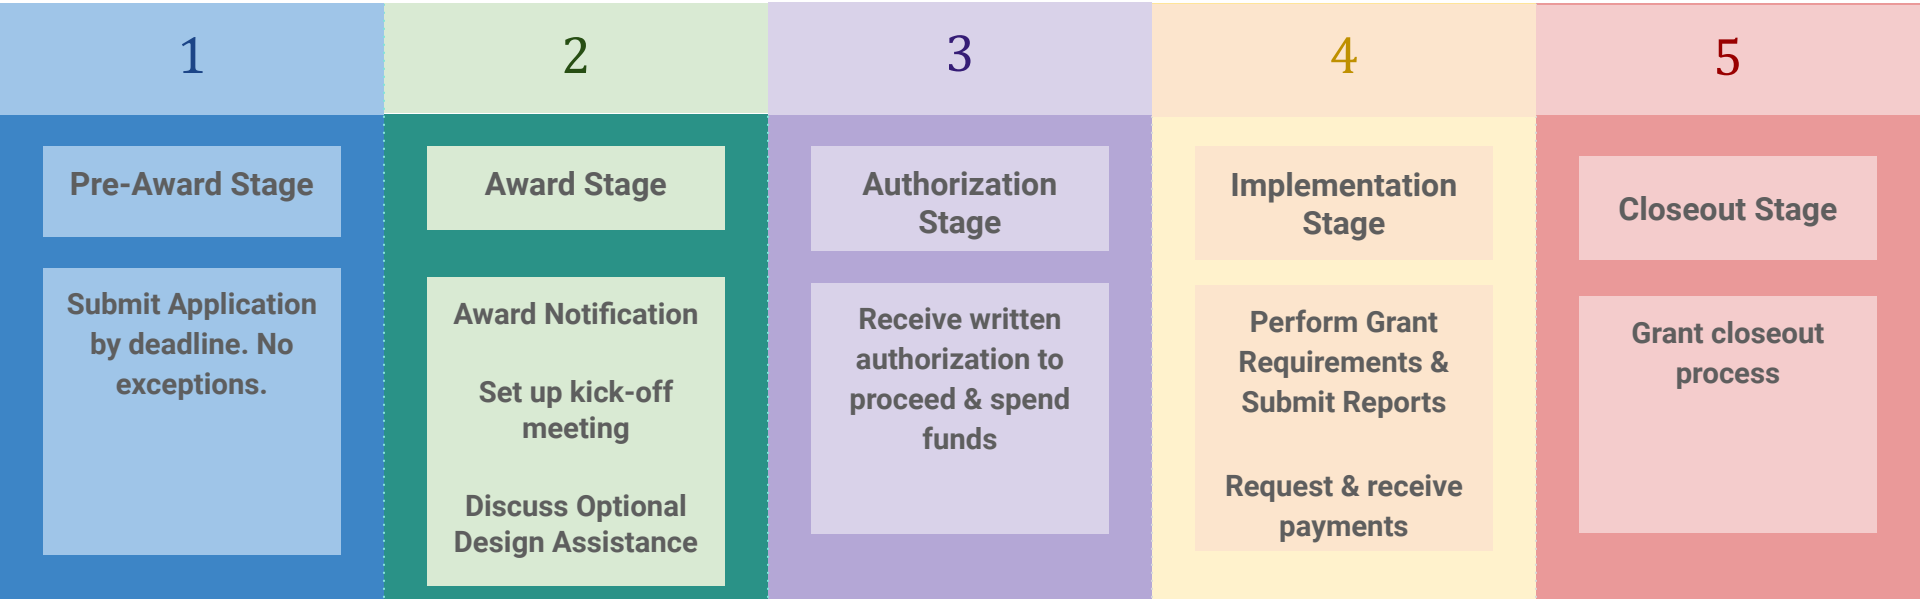 1
Pre-Award Stage
Submit Application
by deadline. No
exceptions.
2
Award Stage
Award Notification
Set up kick-off
meeting
Discuss Optional
Design Assistance
3
Authorization
Stage
Receive written
authorization to
proceed & spend
funds
4
Implementation
Stage
Perform Grant
Requirements &
Submit Reports
Request & receive
payments
5
Closeout Stage
Grant closeout
process